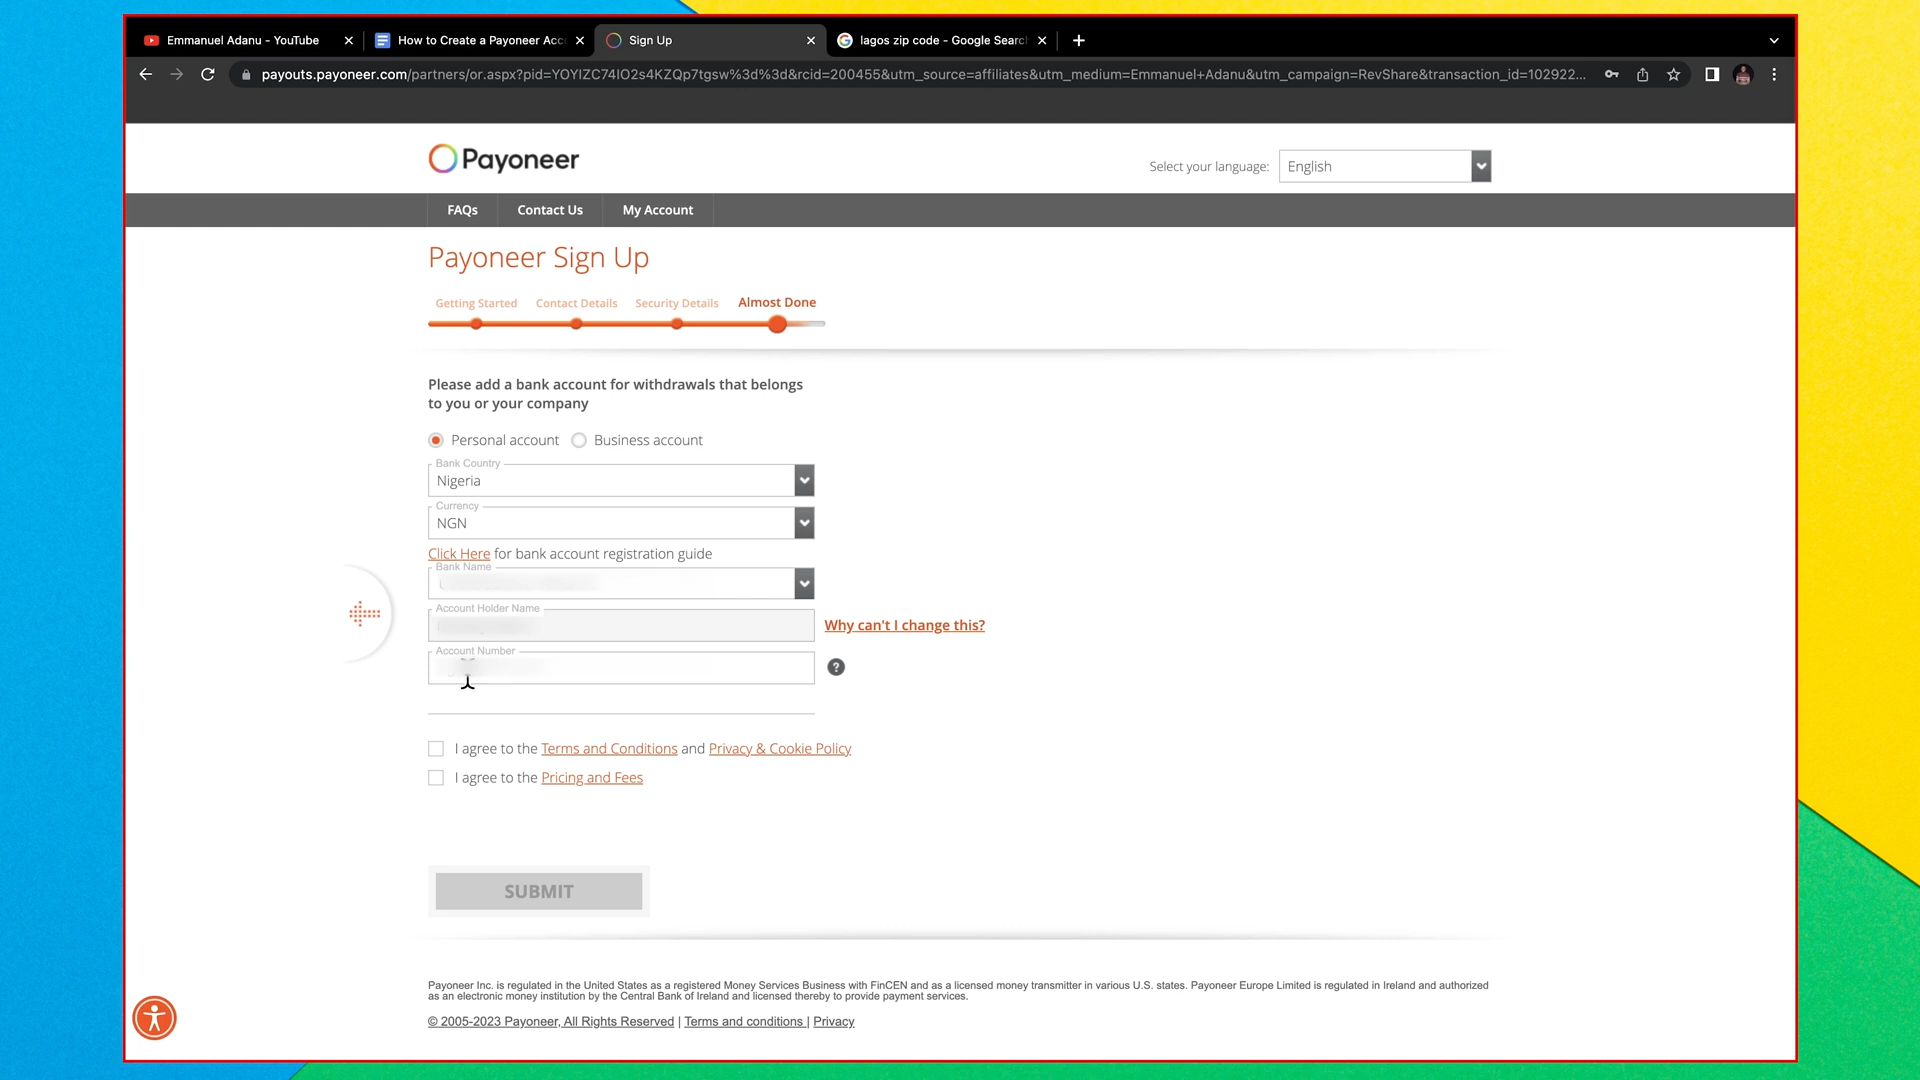 Emmanuel Adanu - YouTube
How to Create a Payoneer Acc
Sign Up
lagos zip code - Google Search
payouts.payoneer.com/partners/or.aspx?pid=YOYIZC74IO2s4KZQp7tgsw%3d%3d&rcid=200455&utm_source=affiliates&utm_medium=Emmanuel+Adanu&utm_campaign=RevShare&transaction_id=102922...
Payoneer
Select your language:
English
FAQs
Contact Us
My Account
Payoneer Sign Up
Getting Started
Contact Details
Security Details
Almost Done
Please add a bank account for withdrawals that belongs
to you or your company
Personal account
Business account
Bank Country
Nigeria
Currency
NGN
Click Here for bank account registration guide
Bank Name
Account Holder Name
Why can't I change this?
Account Number
?
I agree to the Terms and Conditions and Privacy & Cookie Policy
I agree to the Pricing and Fees
SUBMIT
Payoneer Inc. is regulated in the United States as a registered Money Services Business with FinCEN and as a licensed money transmitter in various U.S. states. Payoneer Europe Limited is regulated in Ireland and authorized
as an electronic money institution by the Central Bank of Ireland and licensed thereby to provide payment services.
© 2005-2023 Payoneer, All Rights Reserved | Terms and conditions | Privacy